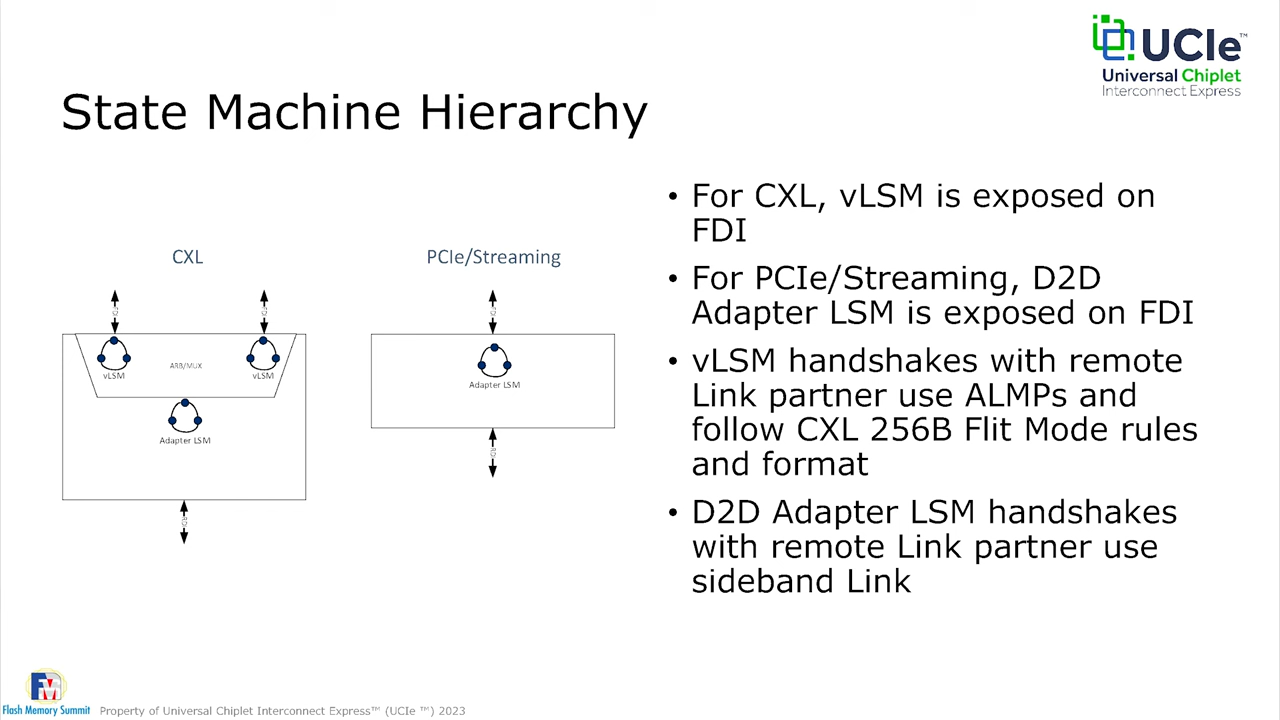 UCIe™
Universal Chiplet
Interconnect Express
State Machine Hierarchy
CXL
PCIe/Streaming
vLSM
ARB/MUX
vLSM
Adapter LSM
Adapter LSM
• For CXL, vLSM is exposed on
FDI
• For PCIe/Streaming, D2D
Adapter LSM is exposed on FDI
• vLSM handshakes with remote
Link partner use ALMPs and
follow CXL 256B Flit Mode rules
and format
• D2D Adapter LSM handshakes
with remote Link partner use
sideband Link
Flash Memory Summit
Property of Universal Chiplet Interconnect Express™ (UCIe ™) 2023